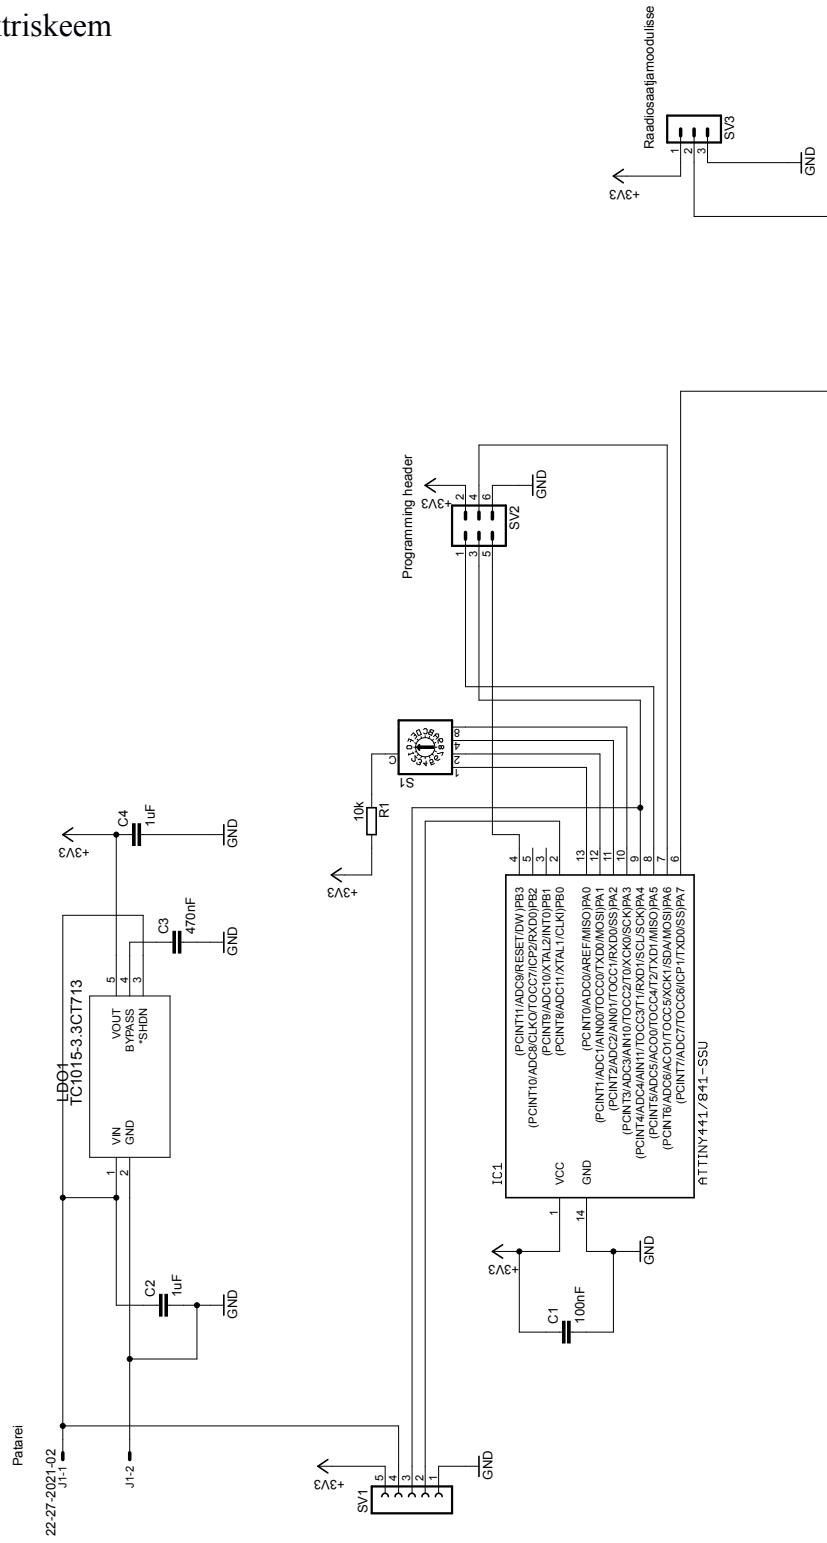 triskeem
Raadiosaatjamoodulisse
SV3
1
2
3
+3V3
GND
Programming header
+3V3
SV2
1
3
5
2
4
6
GND
S1
C
1
2
4
8
R1
10k
+3V3
LDO1
TC1015-3.3CT713
VIN
GND
VOUT
BYPASS
*SHDN
1
2
5
4
3
C4
1uF
+3V3
GND
C3
470nF
GND
C2
1uF
GND
Patarei
22-27-2021-02
J1-1
J1-2
SV1
5
4
3
2
1
+3V3
GND
IC1
ATTINY441/841-SSU
VCC
GND
1
14
(PCINT11/ADC9/RESET/DW)PB3
(PCINT10/ADC8/CLKO/TOCC7/ICP2/RXD0)PB2
(PCINT9/ADC10/XTAL2/INT0)PB1
(PCINT8/ADC11/XTAL1/CLKI)PB0
(PCINT0/ADC0/AREF/MISO)PA0
(PCINT1/ADC1/AIN00/TOCC0/TXD0/MOSI)PA1
(PCINT2/ADC2/AIN01/TOCC1/RXD0/SS)PA2
(PCINT3/ADC3/AIN10/TOCC2/T0/XCK0/SCK)PA3
(PCINT4/ADC4/AIN11/TOCC3/T1/RXD1/SCL/SCK)PA4
(PCINT5/ADC5/ACO0/TOCC4/T2/TXD1/MISO)PA5
(PCINT6/ADC6/ACO1/TOCC5/XCK1/SDA/MOSI)PA6
(PCINT7/ADC7/TOCC6/ICP1/TXD0/SS)PA7
4
5
3
2
13
12
11
10
9
8
7
6
+3V3
C1
100nF
GND